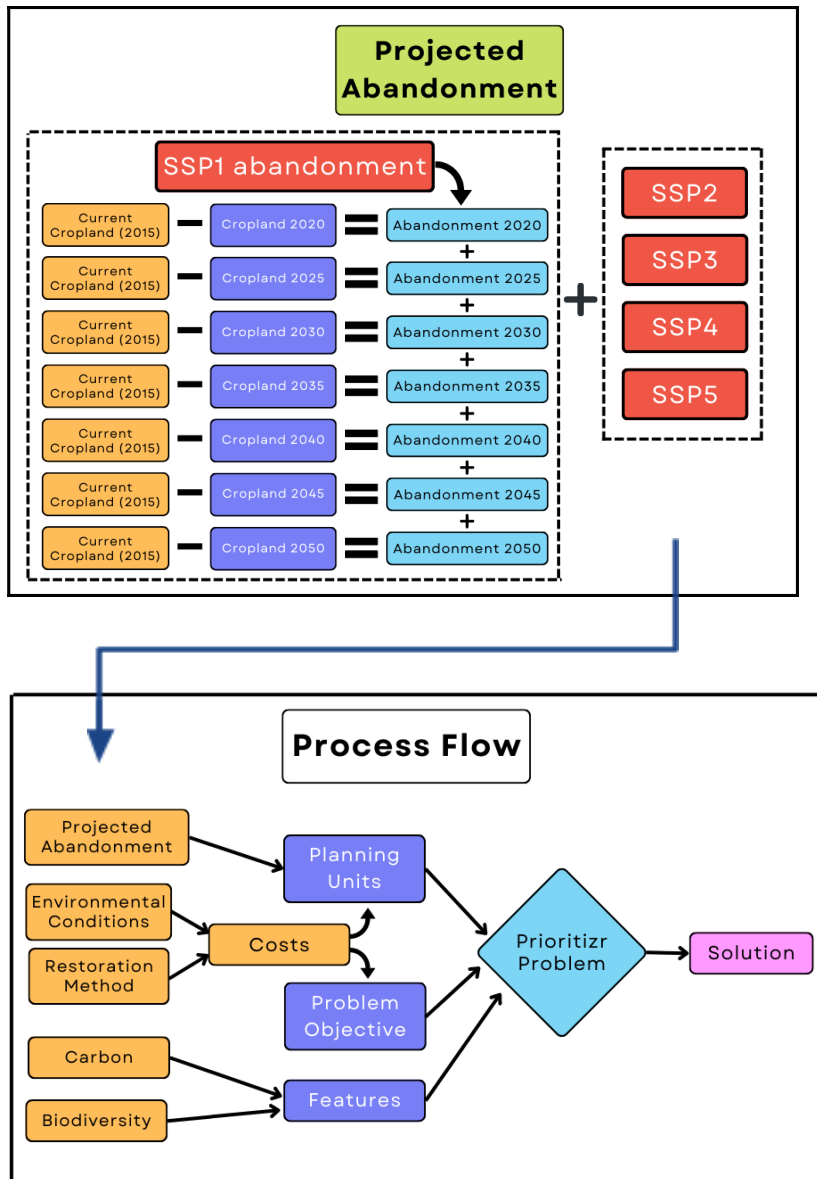 Projected
Abandonment
SSP1 abandonment
Current
Cropland (2015)
Cropland 2020
Abandonment 2020
+
Current
Cropland (2015)
Cropland 2025
Abandonment 2025
+
Current
Cropland (2015)
Cropland 2030
Abandonment 2030
+
Current
Cropland (2015)
Cropland 2035
Abandonment 2035
+
Current
Cropland (2015)
Cropland 2040
Abandonment 2040
+
Current
Cropland (2015)
Cropland 2045
Abandonment 2045
+
Current
Cropland (2015)
Cropland 2050
Abandonment 2050
+
SSP2
SSP3
SSP4
SSP5
Process Flow
Projected
Abandonment
Environmental
Conditions
Restoration
Method
Carbon
Biodiversity
Costs
Planning
Units
Problem
Objective
Features
Prioritizr
Problem
Solution